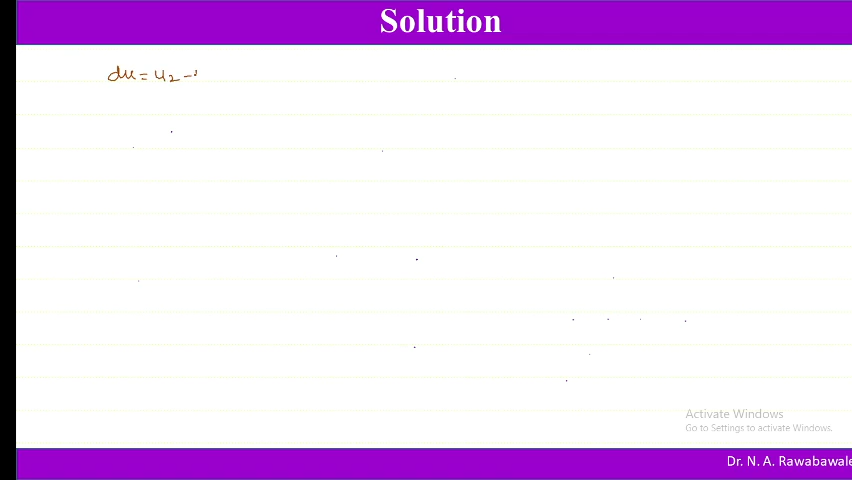 Solution
du = u2 -
Activate Windows
Go to Settings to activate Windows.
Dr. N. A. Rawabawale